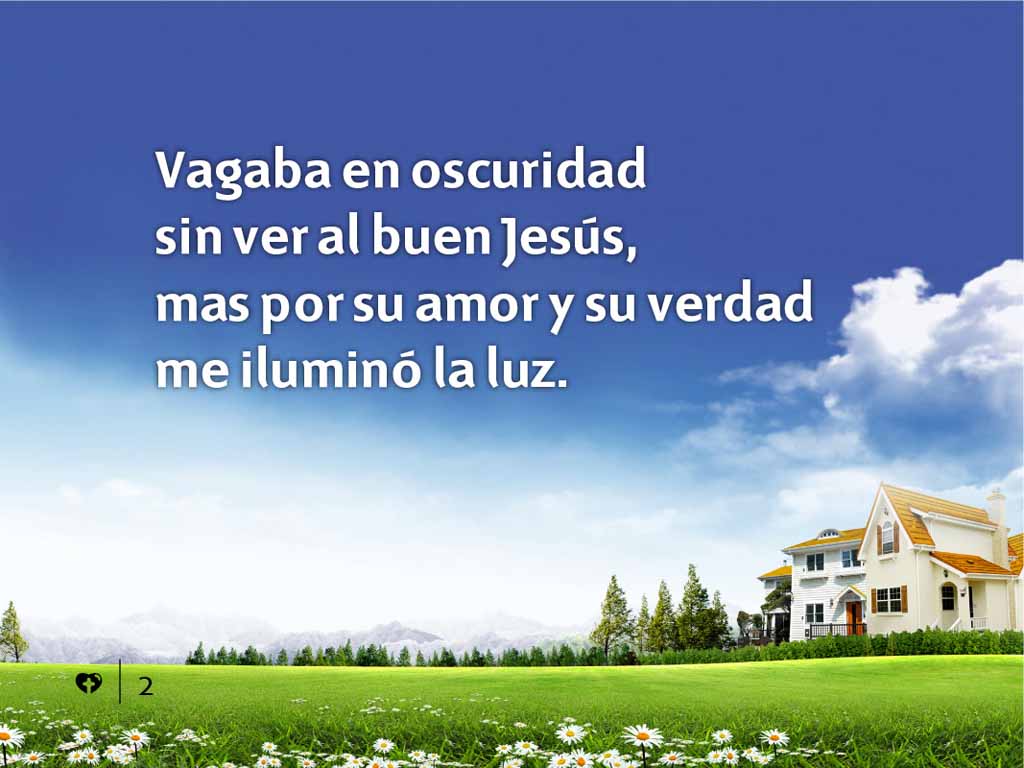 Vagaba en oscuridad
sin ver al buen Jesús,
mas por su amor y su verdad
me iluminó la luz.
2